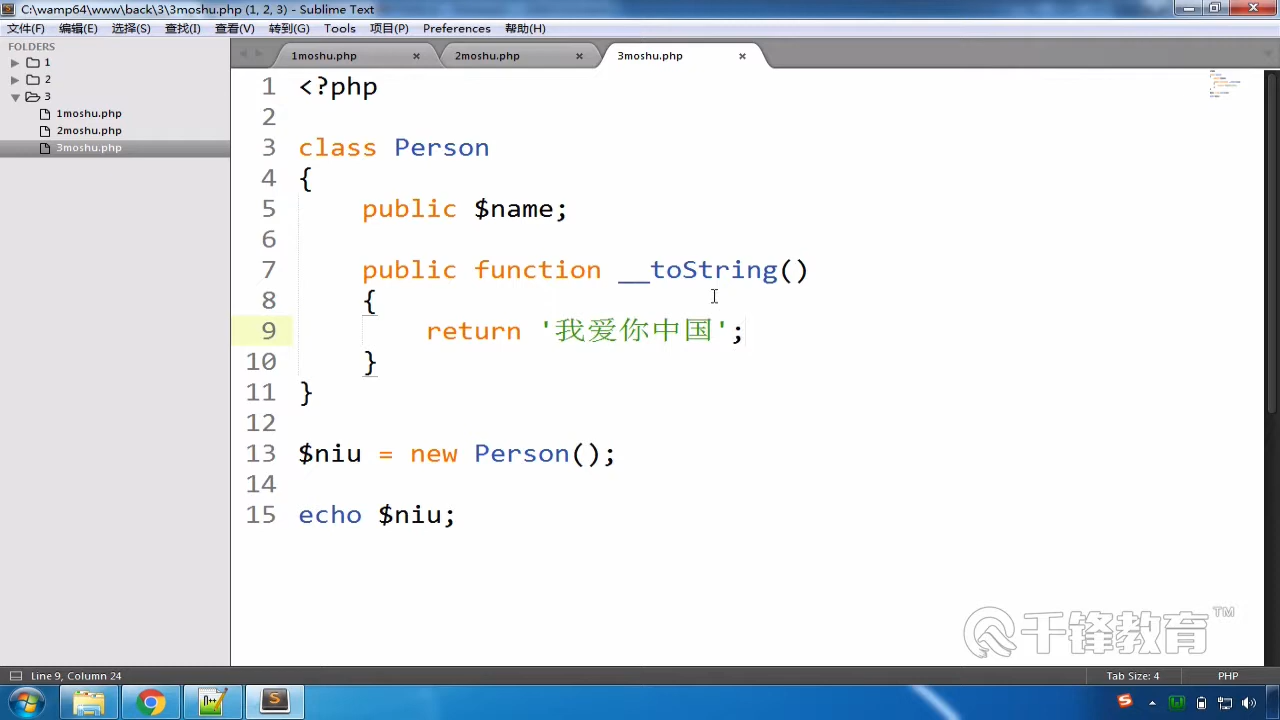 C:\wamp64\www\back\3\3moshu.php (1, 2, 3) - Sublime Text
文件(F) 编辑(E) 选择(S) 查找(I) 查看(V) 转到(G) Tools 项目(P) Preferences 帮助(H)
FOLDERS
1
2
3
1moshu.php
2moshu.php
3moshu.php
1moshu.php × 2moshu.php × 3moshu.php ×
1 <?php
2
3 class Person
4 {
5 public $name;
6
7 public function __toString()
8 {
9 return '我爱你中国';
10 }
11 }
12
13 $niu = new Person();
14
15 echo $niu;
千锋教育™
Line 9, Column 24 Tab Size: 4 PHP